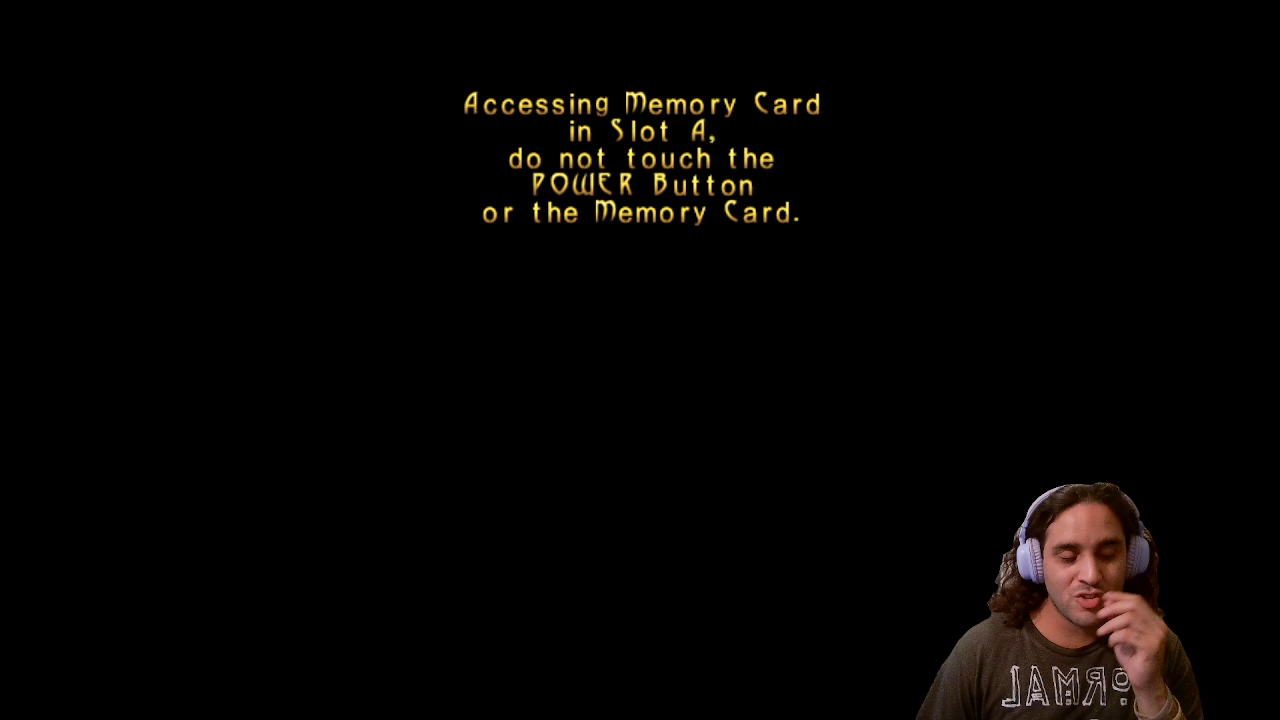 Accessing Memory Card
in Slot A,
do not touch the
POWER Button
or the Memory Card.